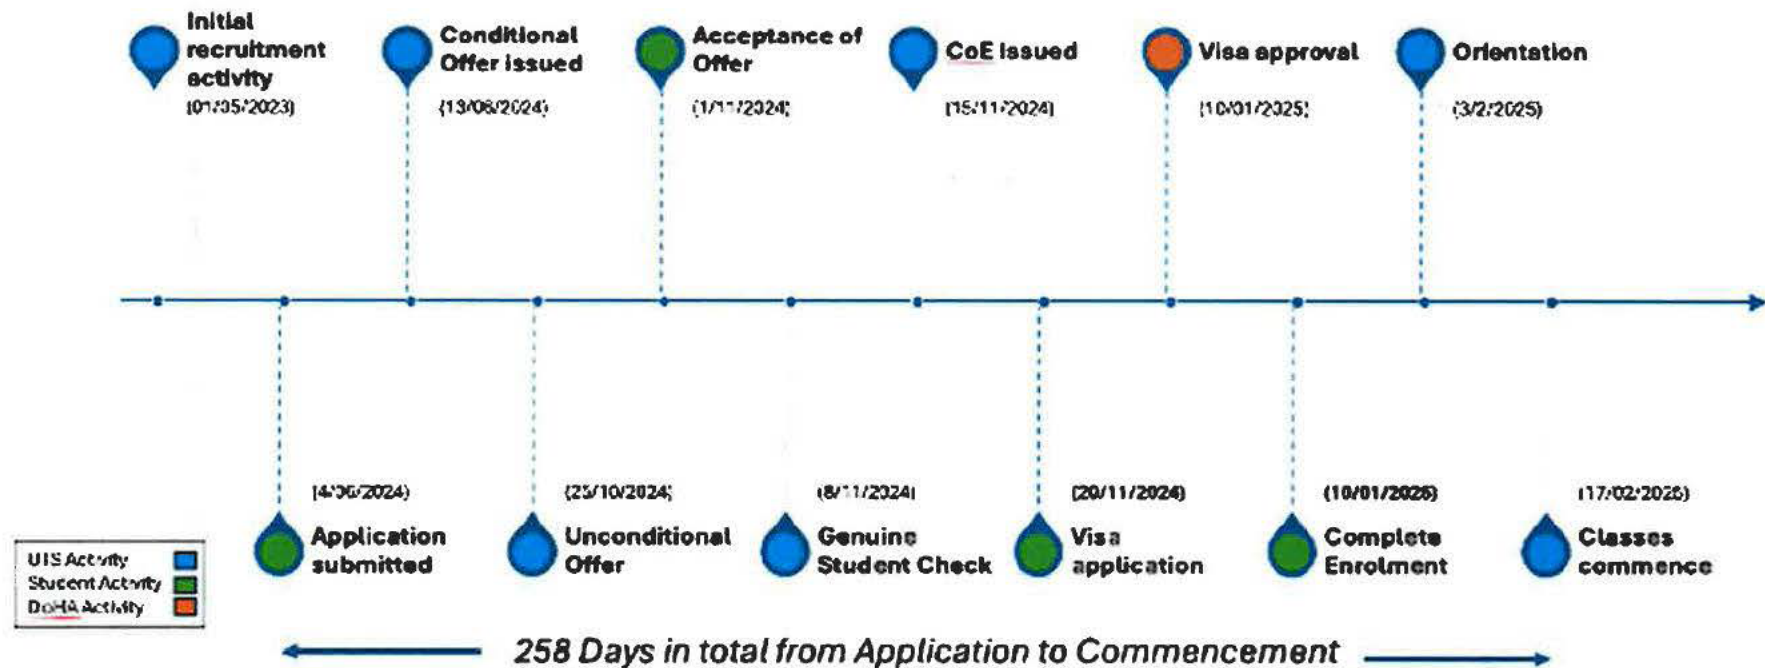 Initial
recruitment
activity
(01/05/2023)
Conditional
Offer issued
(13/06/2024)
Acceptance of
Offer
(1/11/2024)
CoE issued
(15/11/2024)
Visa approval
(10/01/2025)
Orientation
(3/2/2025)
(4/06/2024)
Application
submitted
(25/10/2024)
Unconditional
Offer
(8/11/2024)
Genuine
Student Check
(20/11/2024)
Visa
application
(10/01/2025)
Complete
Enrolment
(17/02/2025)
Classes
commence
UTS Activity
Student Activity
DoHA Activity
258 Days in total from Application to Commencement